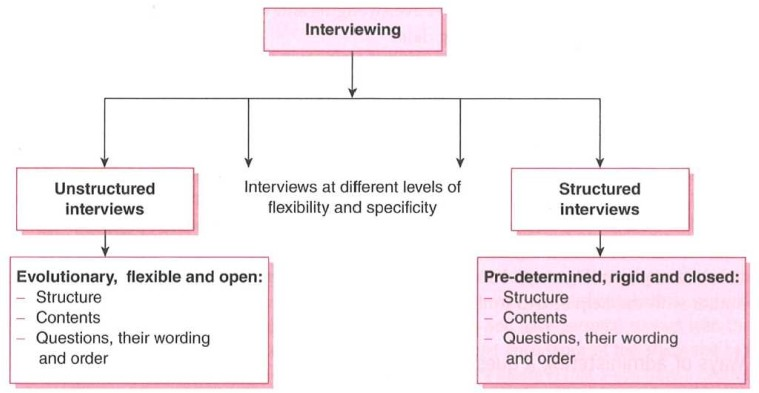 Interviewing
Unstructured
interviews
Interviews at different levels of
flexibility and specificity
Structured
interviews
Evolutionary, flexible and open:
– Structure
– Contents
– Questions, their wording
and order
Pre-determined, rigid and closed:
– Structure
– Contents
– Questions, their wording
and order